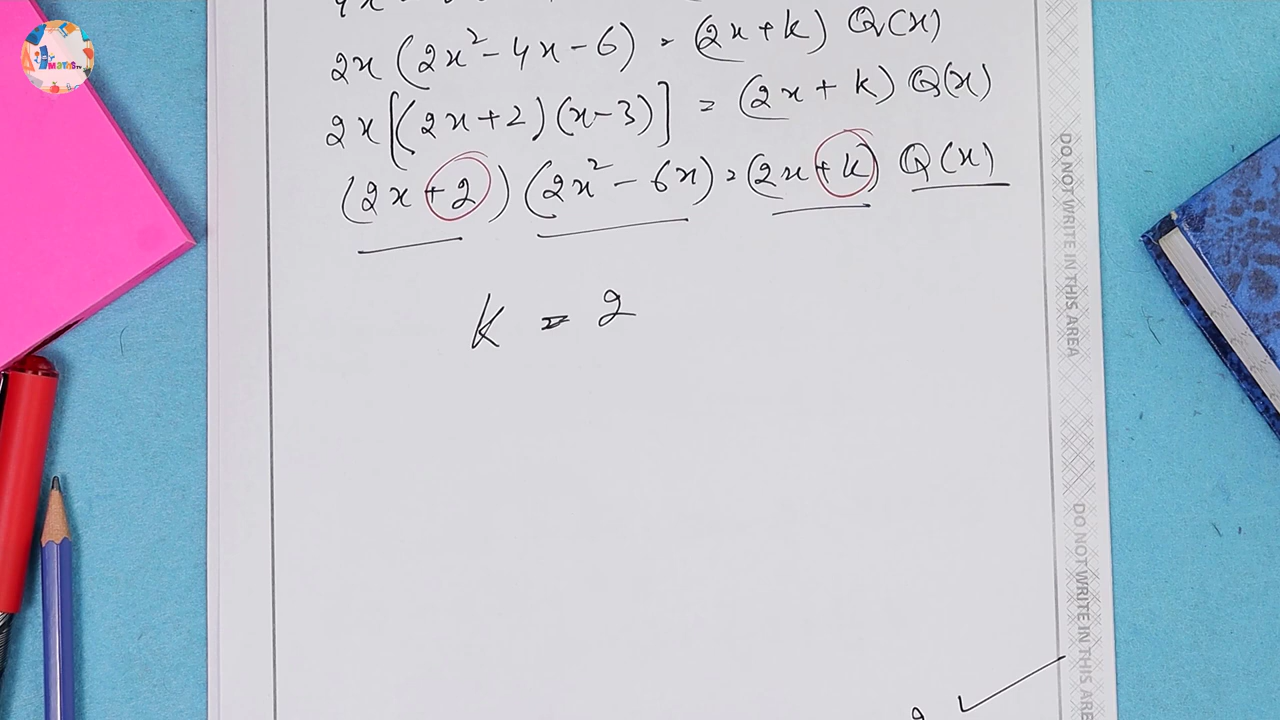 2x (2x² - 4x - 6) = (2x + k) Q(x)
2x [(2x + 2) (x - 3)] = (2x + k) Q(x)
(2x + 2) (2x² - 6x) = (2x + k) Q(x)
k = 2
DO NOT WRITE IN THIS AREA
DO NOT WRITE IN THIS AREA